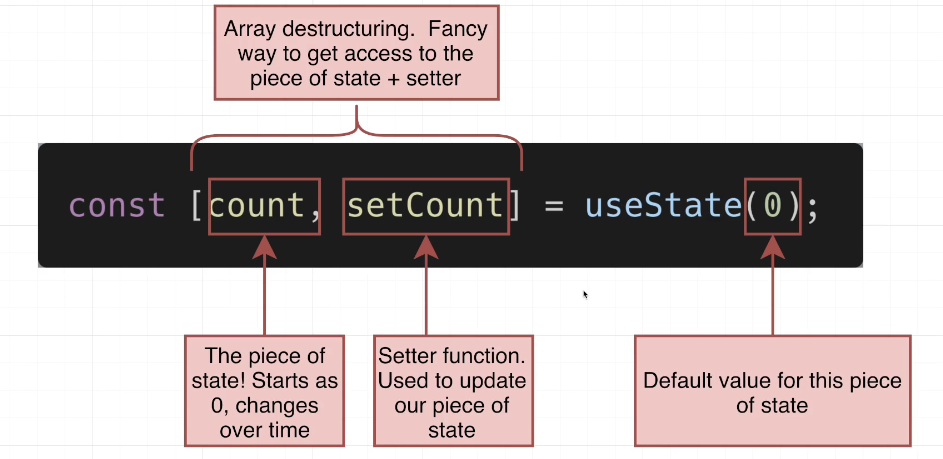 Array destructuring. Fancy
way to get access to the
piece of state + setter
const [count, setCount] = useState(0);
The piece of
state! Starts as
0, changes
over time
Setter function.
Used to update
our piece of
state
Default value for this piece
of state